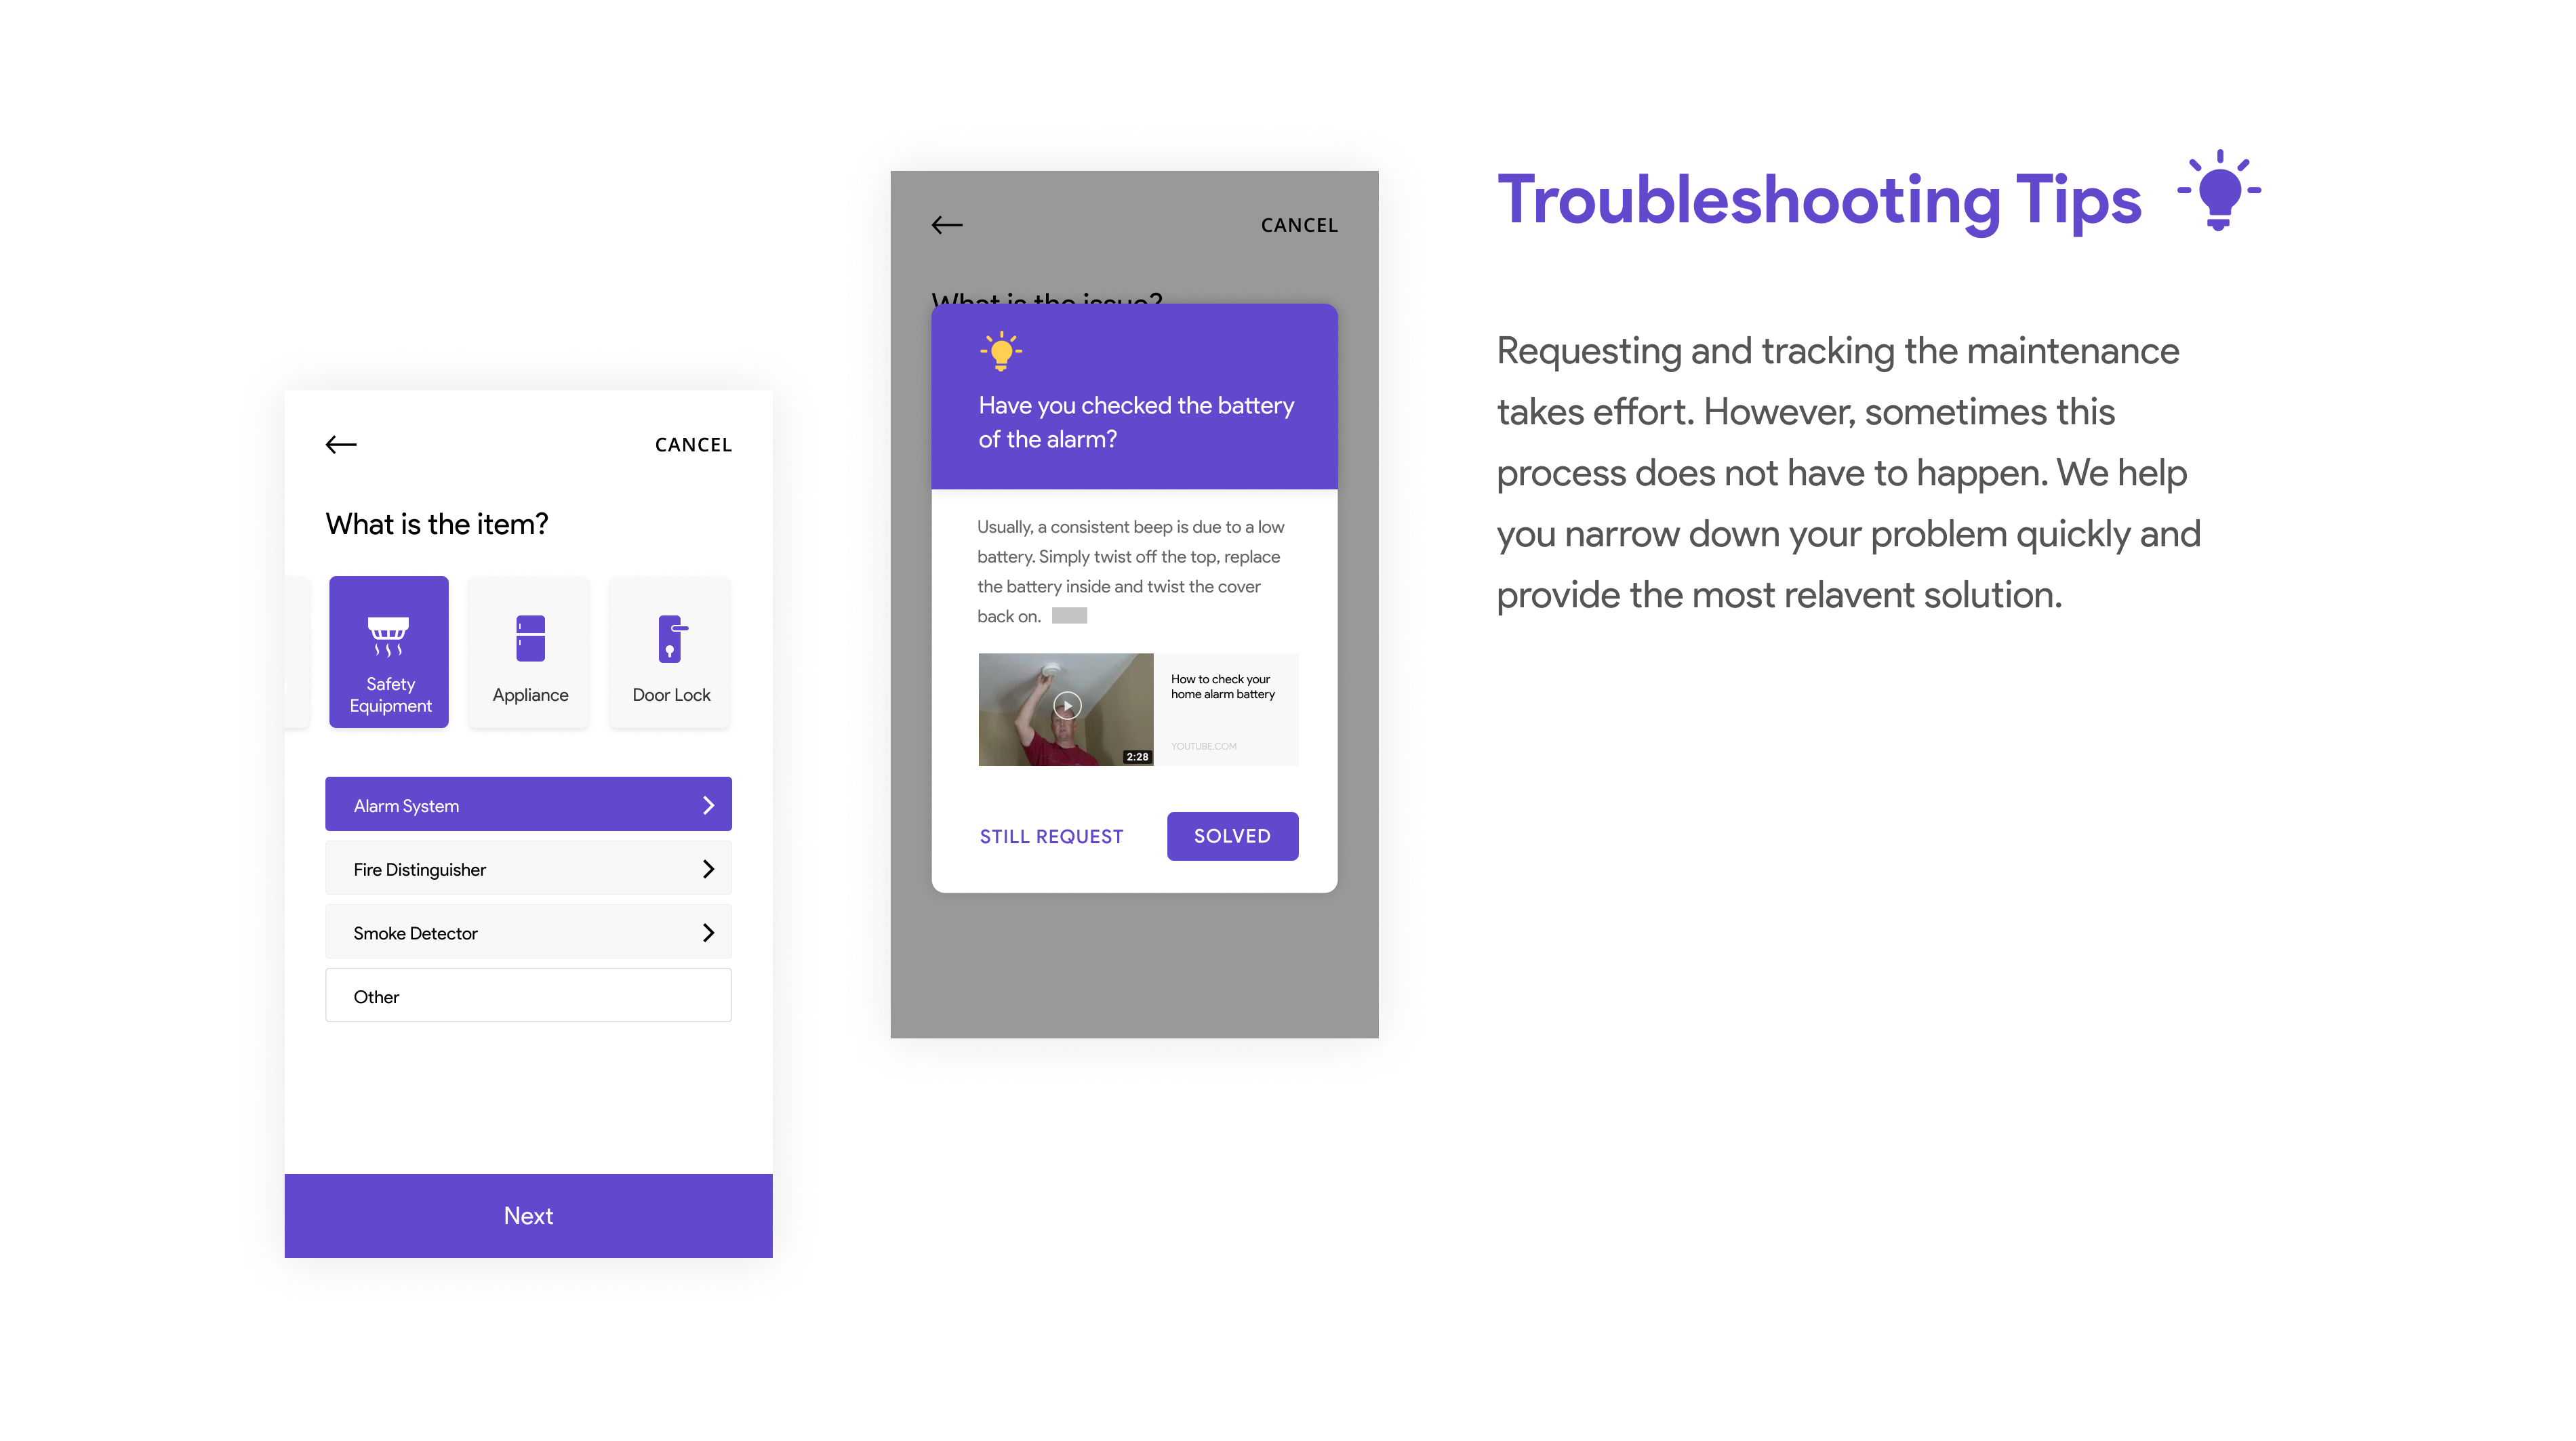 CANCEL
What is the item?
Safety
Equipment
Appliance
Door Lock
Alarm System
Fire Distinguisher
Smoke Detector
Other
Next
CANCEL
What is the issue?
Have you checked the battery
of the alarm?
Usually, a consistent beep is due to a low
battery. Simply twist off the top, replace
the battery inside and twist the cover
back on.
2:28
How to check your
home alarm battery
YOUTUBE.COM
STILL REQUEST
SOLVED
Troubleshooting Tips
Requesting and tracking the maintenance
takes effort. However, sometimes this
process does not have to happen. We help
you narrow down your problem quickly and
provide the most relavent solution.